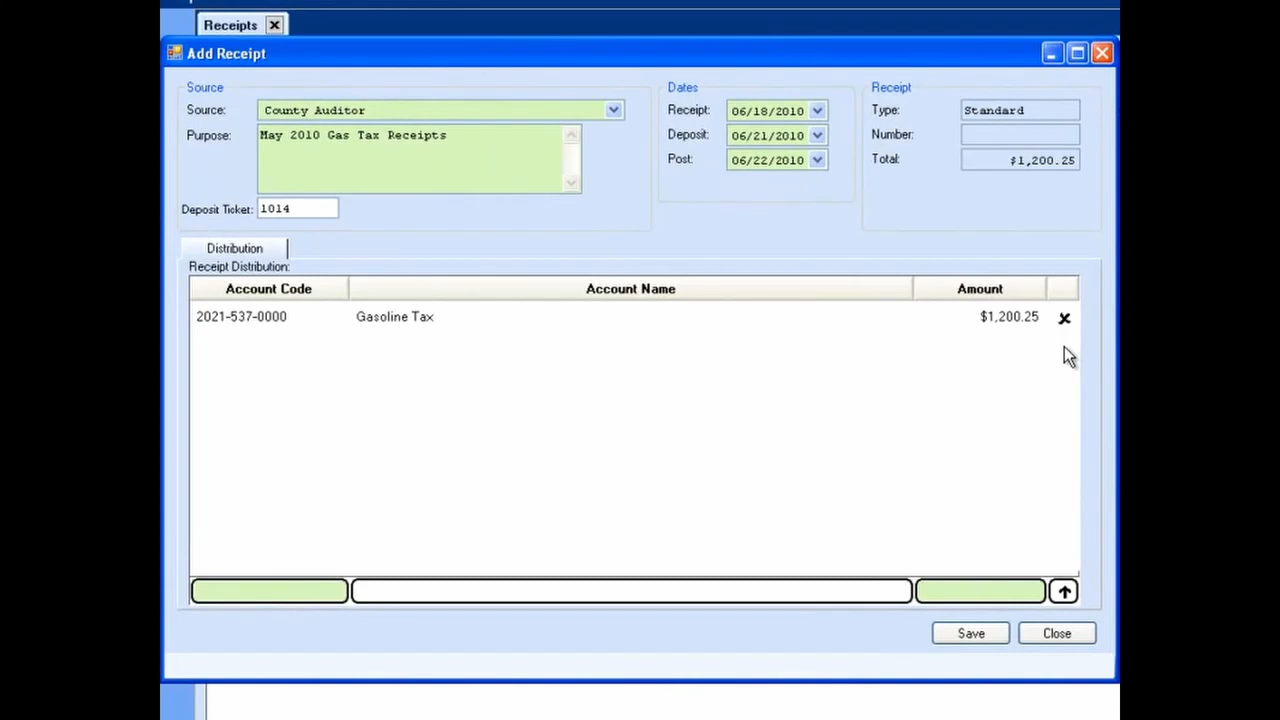 Receipts
Add Receipt
Source
Source: County Auditor
Purpose: May 2010 Gas Tax Receipts
Deposit Ticket: 1014
Dates
Receipt: 06/18/2010
Deposit: 06/21/2010
Post: 06/22/2010
Receipt
Type: Standard
Number:
Total: $1,200.25
Distribution
Receipt Distribution:
Account Code Account Name Amount
2021-537-0000 Gasoline Tax $1,200.25
Save Close